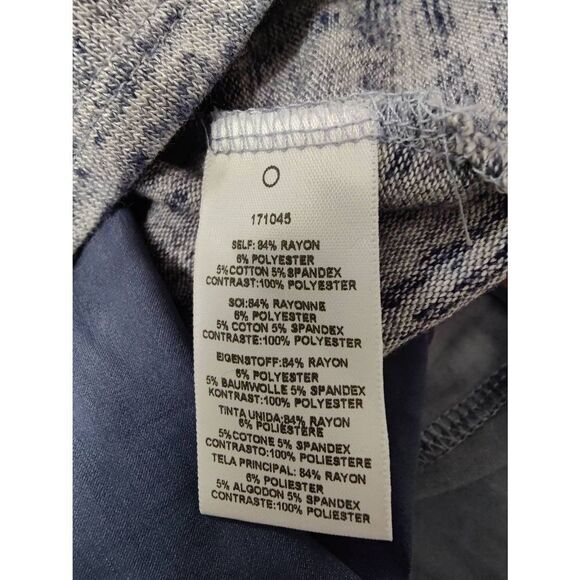 171045
SELF: 84% RAYON
6% POLYESTER
5% COTTON 5% SPANDEX
CONTRAST:100% POLYESTER
SOI:84% RAYONNE
6% POLYESTER
5% COTON 5% SPANDEX
CONTRASTE:100% POLYESTER
EIGENSTOFF:84% RAYON
6% POLYESTER
5% BAUMWOLLE 5% SPANDEX
KONTRAST:100% POLYESTER
TINTA UNIDA:84% RAYON
6% POLIESTERE
5%COTONE 5% SPANDEX
CONTRASTO:100% POLIESTERE
TELA PRINCIPAL: 84% RAYON
6% POLIESTER
5% ALGODON 5% SPANDEX
CONTRASTE:100% POLIESTER